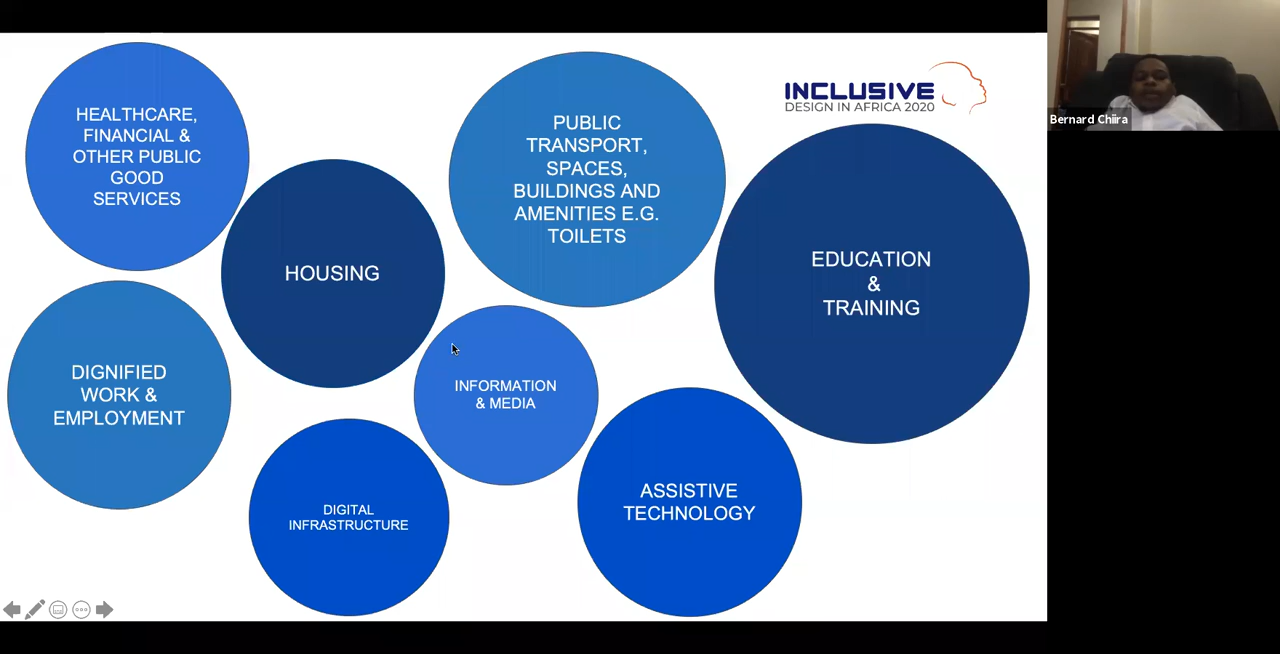 HEALTHCARE,
FINANCIAL &
OTHER PUBLIC
GOOD
SERVICES
HOUSING
PUBLIC
TRANSPORT,
SPACES,
BUILDINGS AND
AMENITIES E.G.
TOILETS
INCLUSIVE
DESIGN IN AFRICA 2020
EDUCATION
&
TRAINING
DIGNIFIED
WORK &
EMPLOYMENT
INFORMATION
& MEDIA
DIGITAL
INFRASTRUCTURE
ASSISTIVE
TECHNOLOGY
Bernard Chiira